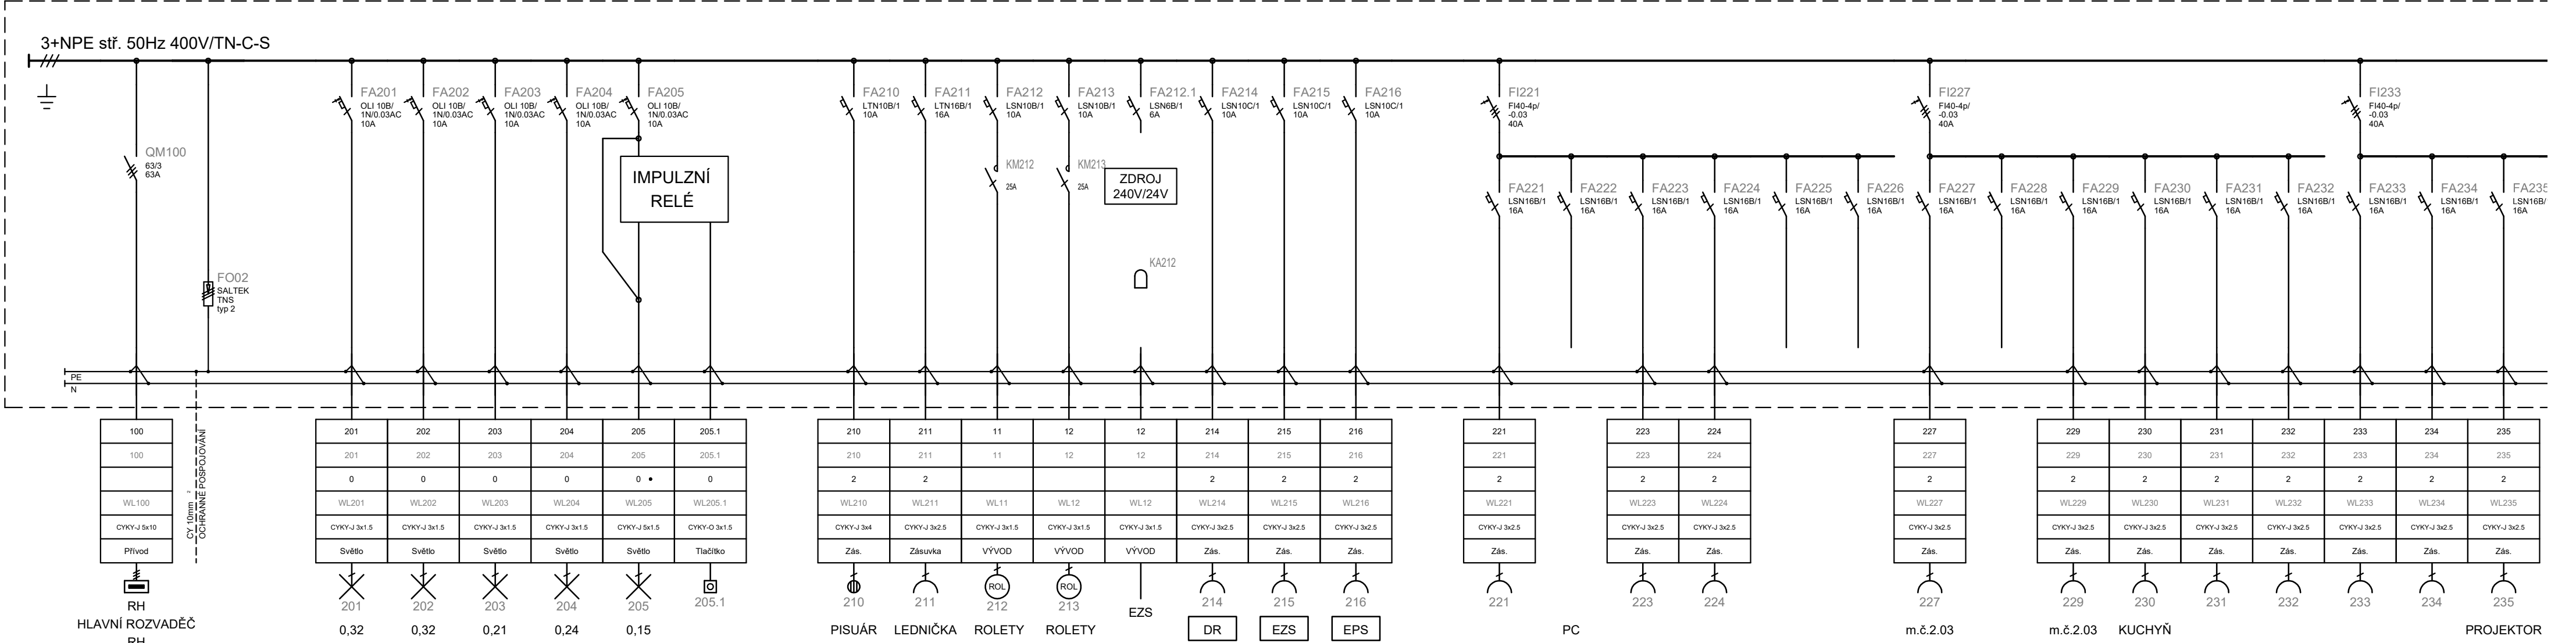 3+NPE stř. 50Hz 400V/TN-C-S
QM100
63/3
63A
FO02
SALTEK
TNS
typ 2
FA201
OLI 10B/
1N/0.03AC
10A
FA202
OLI 10B/
1N/0.03AC
10A
FA203
OLI 10B/
1N/0.03AC
10A
FA204
OLI 10B/
1N/0.03AC
10A
FA205
OLI 10B/
1N/0.03AC
10A
IMPULZNÍ
RELÉ
FA210
LTN10B/1
10A
FA211
LTN16B/1
16A
FA212
LSN10B/1
10A
FA213
LSN10B/1
10A
FA212.1
LSN6B/1
6A
FA214
LSN10C/1
10A
FA215
LSN10C/1
10A
FA216
LSN10C/1
10A
KM212
25A
KM213
25A
ZDROJ
240V/24V
KA212
FI221
FI40-4p/
-0.03
40A
FI227
FI40-4p/
-0.03
40A
FI233
FI40-4p/
-0.03
40A
FA221
LSN16B/1
16A
FA222
LSN16B/1
16A
FA223
LSN16B/1
16A
FA224
LSN16B/1
16A
FA225
LSN16B/1
16A
FA226
LSN16B/1
16A
FA227
LSN16B/1
16A
FA228
LSN16B/1
16A
FA229
LSN16B/1
16A
FA230
LSN16B/1
16A
FA231
LSN16B/1
16A
FA232
LSN16B/1
16A
FA233
LSN16B/1
16A
FA234
LSN16B/1
16A
FA235
LSN16B/
16A
PE
N
CY 10mm 2
OCHRANNÉ POSPOJOVÁNÍ
100 201 202 203 204 205 205.1 210 211 11 12 12 214 215 216 221 223 224 227 229 230 231 232 233 234 235
100 201 202 203 204 205 205.1 210 211 11 12 12 214 215 216 221 223 224 227 229 230 231 232 233 234 235
0 0 0 0 0 0 2 2 2 2 2 2 2 2 2 2 2 2 2 2 2 2
WL100 WL201 WL202 WL203 WL204 WL205 WL205.1 WL210 WL211 WL11 WL12 WL12 WL214 WL215 WL216 WL221 WL223 WL224 WL227 WL229 WL230 WL231 WL232 WL233 WL234 WL235
CYKY-J 5x10 CYKY-J 3x1.5 CYKY-J 3x1.5 CYKY-J 3x1.5 CYKY-J 3x1.5 CYKY-J 5x1.5 CYKY-O 3x1.5 CYKY-J 3x4 CYKY-J 3x2.5 CYKY-J 3x1.5 CYKY-J 3x1.5 CYKY-J 3x1.5 CYKY-J 3x2.5 CYKY-J 3x2.5 CYKY-J 3x2.5 CYKY-J 3x2.5 CYKY-J 3x2.5 CYKY-J 3x2.5 CYKY-J 3x2.5 CYKY-J 3x2.5 CYKY-J 3x2.5 CYKY-J 3x2.5 CYKY-J 3x2.5 CYKY-J 3x2.5 CYKY-J 3x2.5 CYKY-J 3x2.5
Přívod Světlo Světlo Světlo Světlo Světlo Tlačítko Zás. Zásuvka VÝVOD VÝVOD VÝVOD Zás. Zás. Zás. Zás. Zás. Zás. Zás. Zás. Zás. Zás. Zás. Zás. Zás. Zás.
ROL ROL
RH 201 202 203 204 205 205.1 210 211 212 213 EZS 214 215 216 221 223 224 227 229 230 231 232 233 234 235
HLAVNÍ ROZVADĚČ 0,32 0,32 0,21 0,24 0,15 PISUÁR LEDNIČKA ROLETY ROLETY DR EZS EPS PC m.č.2.03 m.č.2.03 KUCHYŇ PROJEKTOR
RH